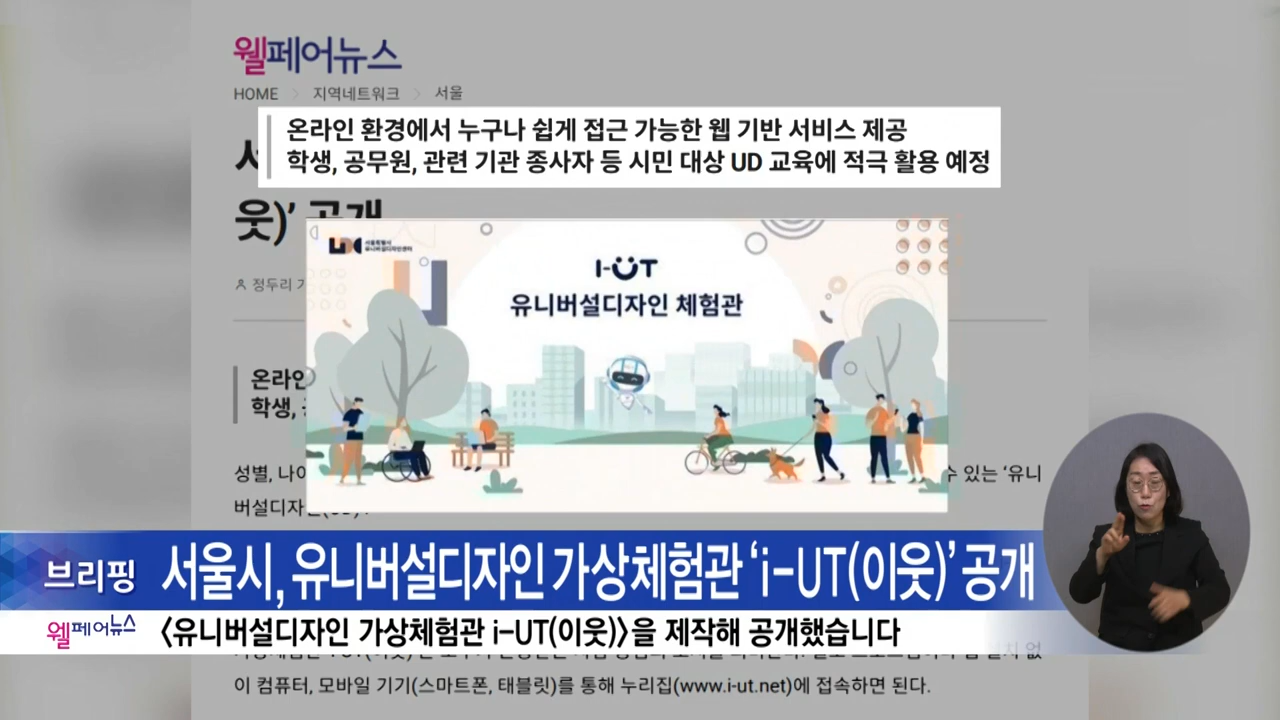 웰페어뉴스
HOME > 지역네트워크 > 서울
온라인 환경에서 누구나 쉽게 접근 가능한 웹 기반 서비스 제공
학생, 공무원, 관련 기관 종사자 등 시민 대상 UD 교육에 적극 활용 예정
웃)’ 공개
서울특별시
유니버설디자인센터
I-UT
유니버설디자인 체험관
정두리
온라인
학생,
성별, 나이
수 있는 ‘유니
버설디자인(UD)’
브리핑
서울시, 유니버설디자인 가상체험관 ‘i-UT(이웃)’ 공개
웰페어뉴스
<유니버설디자인 가상체험관 i-UT(이웃)>을 제작해 공개했습니다
이 컴퓨터, 모바일 기기(스마트폰, 태블릿)를 통해 누리집(www.i-ut.net)에 접속하면 된다.